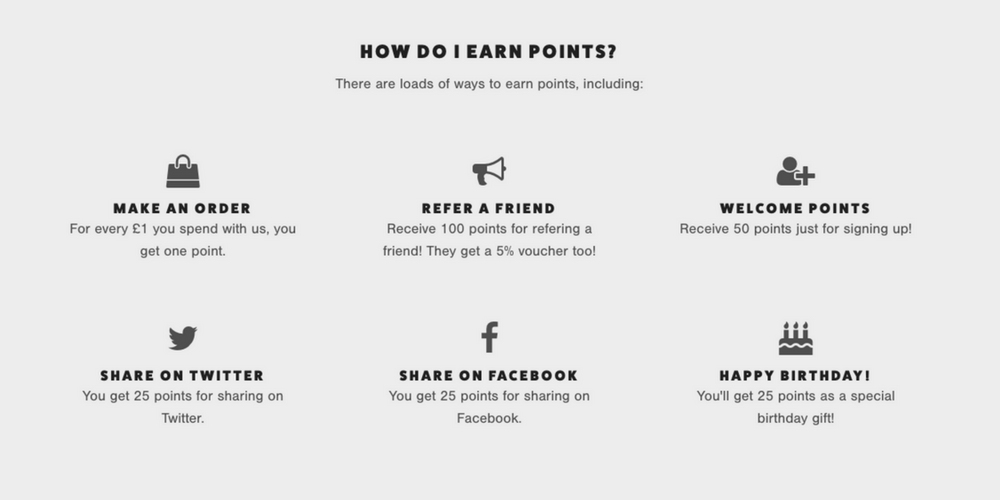 HOW DO I EARN POINTS?
There are loads of ways to earn points, including:
MAKE AN ORDER
For every £1 you spend with us, you
get one point.
REFER A FRIEND
Receive 100 points for refering a
friend! They get a 5% voucher too!
WELCOME POINTS
Receive 50 points just for signing up!
SHARE ON TWITTER
You get 25 points for sharing on
Twitter.
SHARE ON FACEBOOK
You get 25 points for sharing on
Facebook.
HAPPY BIRTHDAY!
You'll get 25 points as a special
birthday gift!